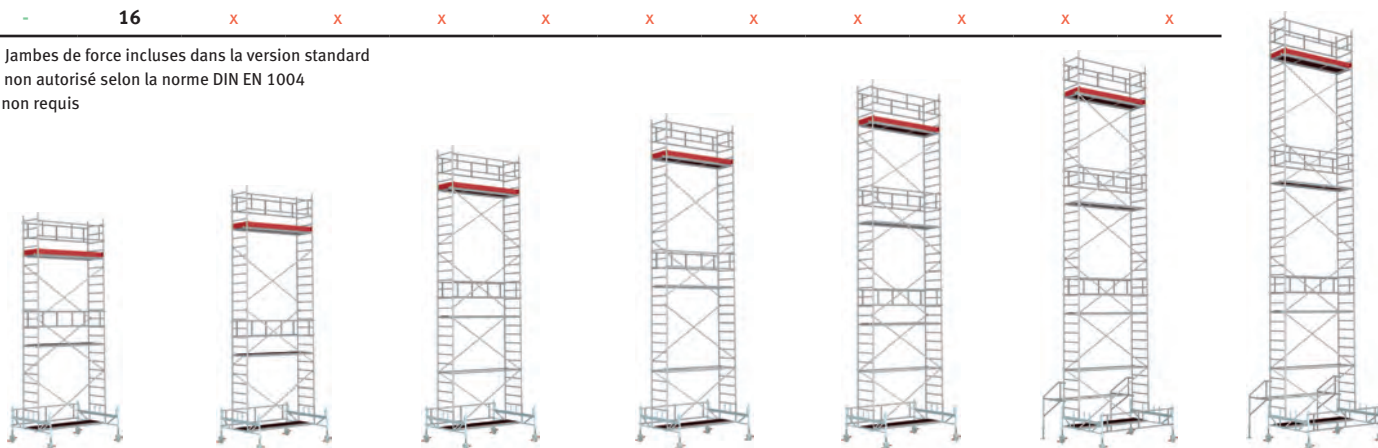 - 16 x x x x x x x x x x
Jambes de force incluses dans la version standard
non autorisé selon la norme DIN EN 1004
non requis